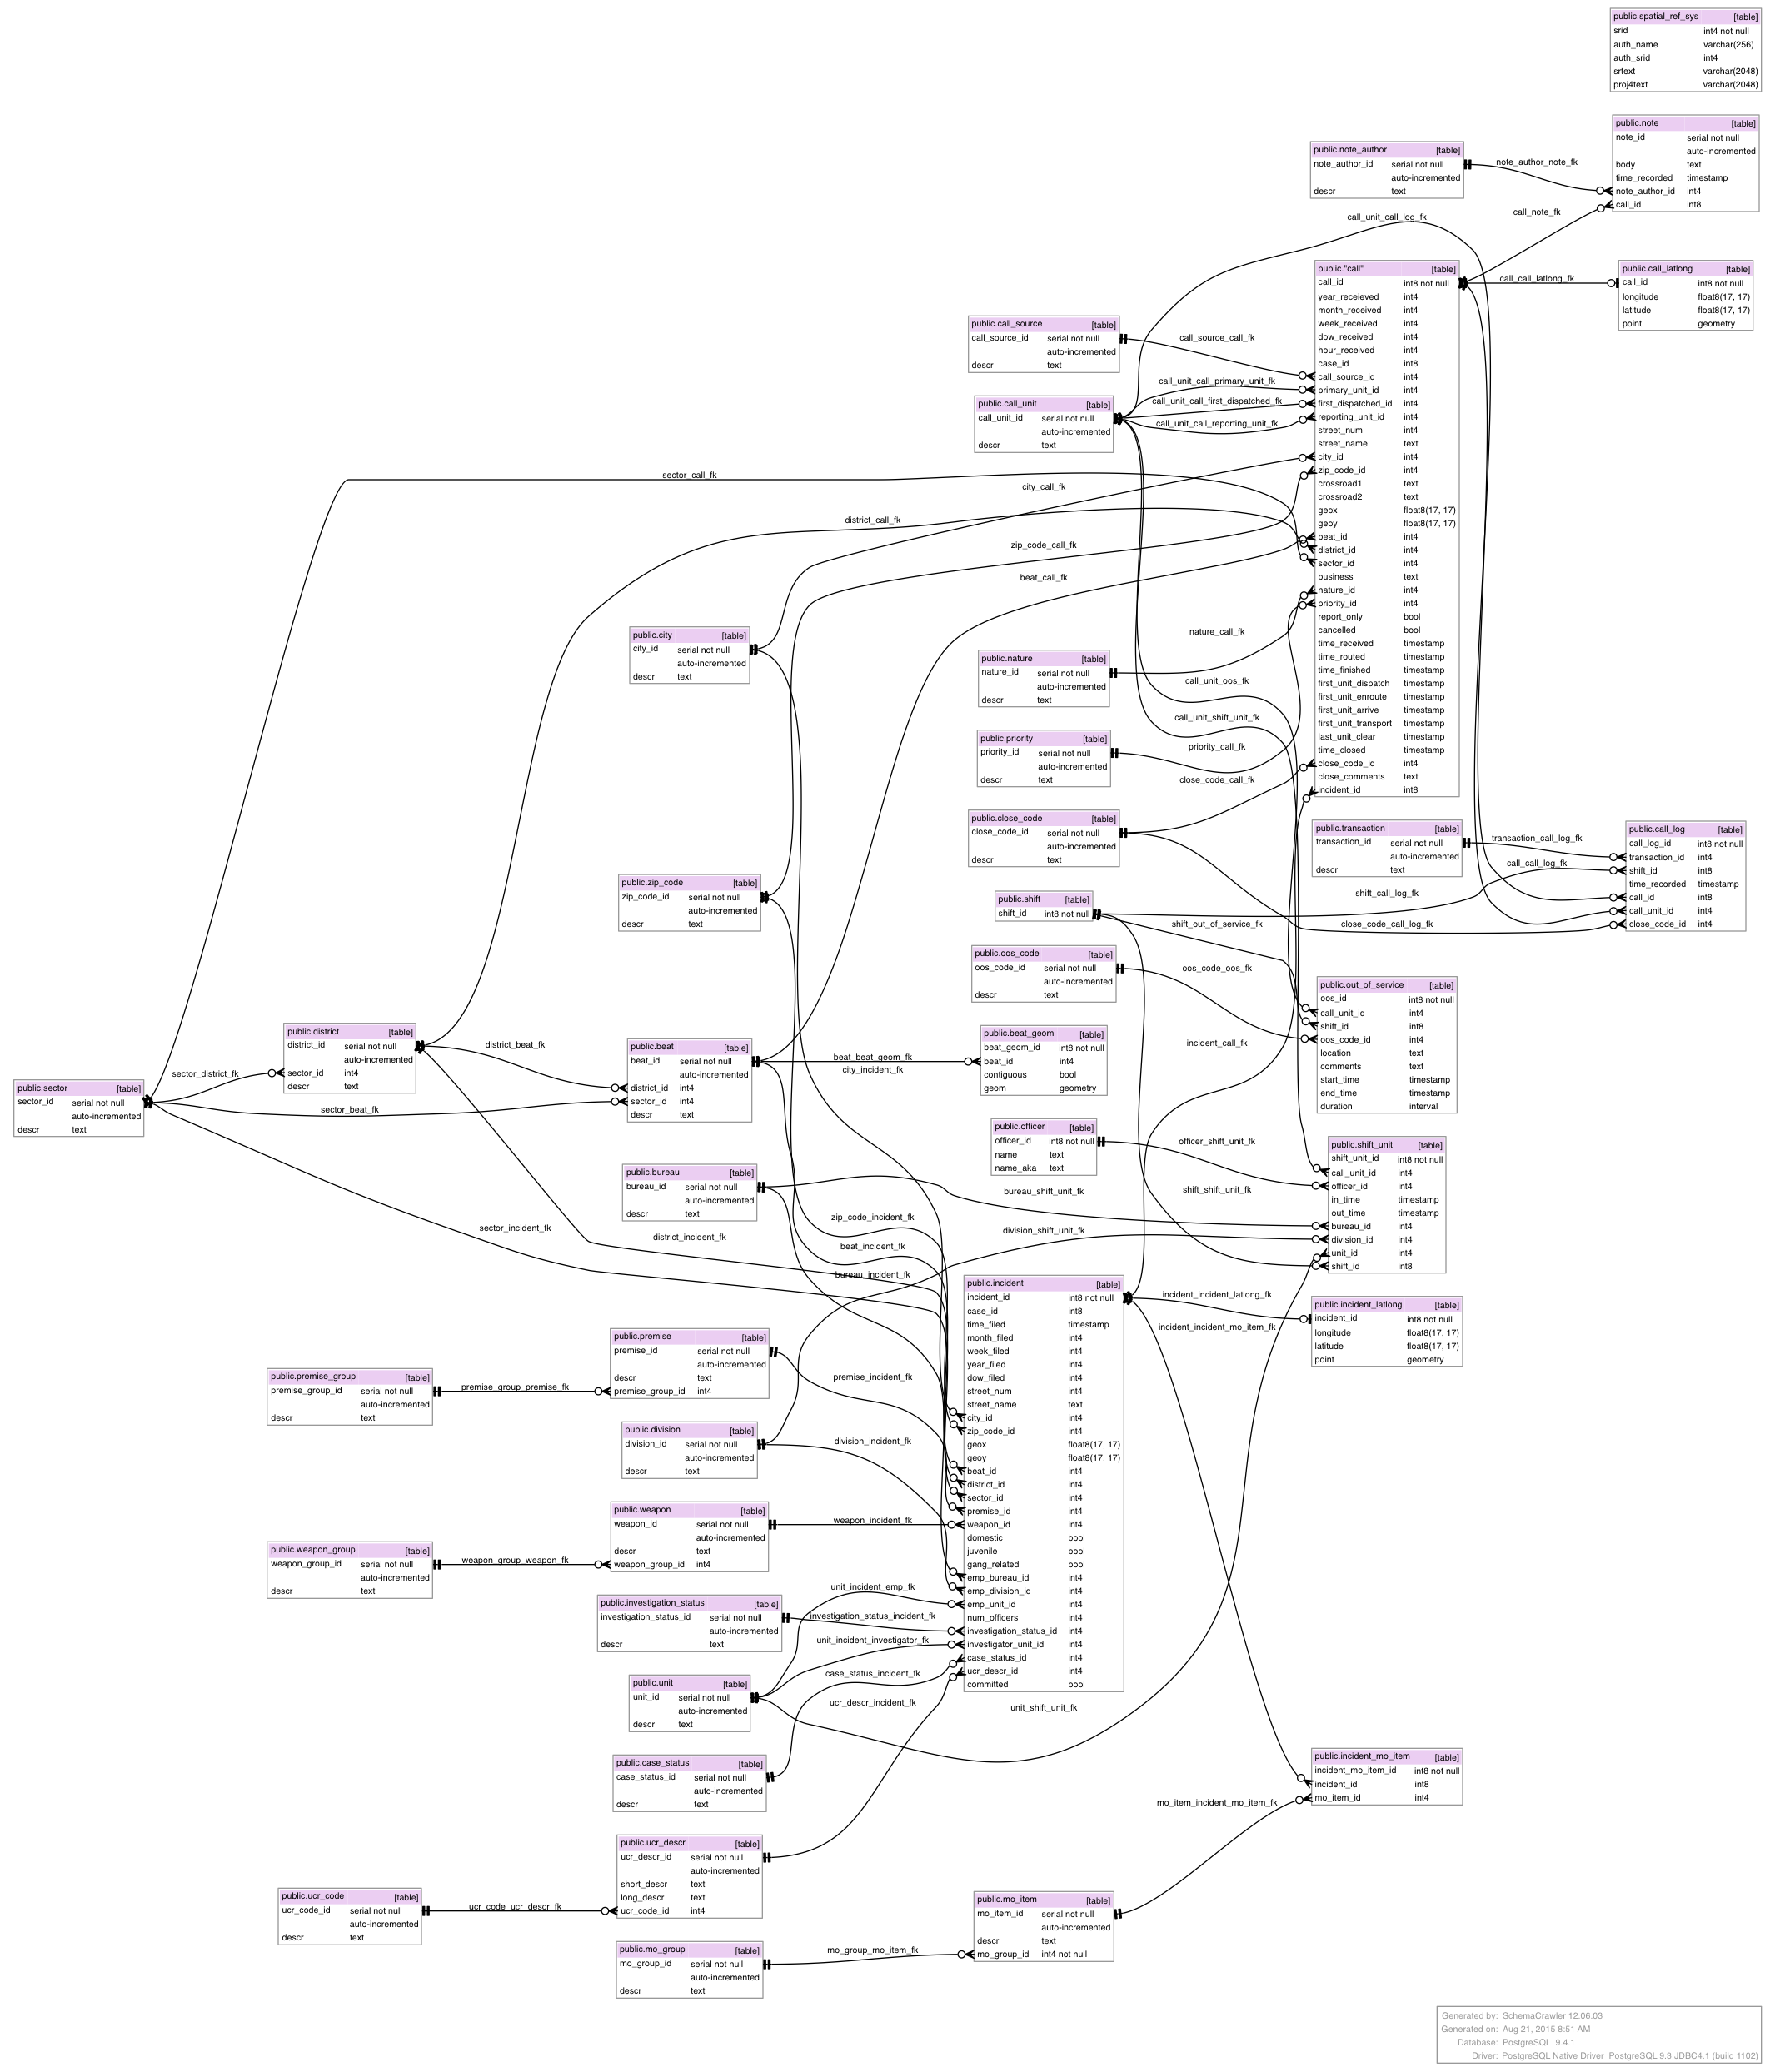 public.spatial_ref_sys [table]
srid int4 not null
auth_name varchar(256)
auth_srid int4
srtext varchar(2048)
proj4text varchar(2048)
public.note [table]
note_id serial not null
auto-incremented
body text
time_recorded timestamp
note_author_id int4
call_id int8
public.note_author [table]
note_author_id serial not null
auto-incremented
descr text
note_author_note_fk
call_note_fk
call_unit_call_log_fk
public."call" [table]
call_id int8 not null
year_receieved int4
month_received int4
week_received int4
dow_received int4
hour_received int4
case_id int8
call_source_id int4
primary_unit_id int4
first_dispatched_id int4
reporting_unit_id int4
street_num int4
street_name text
city_id int4
zip_code_id int4
crossroad1 text
crossroad2 text
geox float8(17, 17)
geoy float8(17, 17)
beat_id int4
district_id int4
sector_id int4
business text
nature_id int4
priority_id int4
report_only bool
cancelled bool
time_received timestamp
time_routed timestamp
time_finished timestamp
first_unit_dispatch timestamp
first_unit_enroute timestamp
first_unit_arrive timestamp
first_unit_transport timestamp
last_unit_clear timestamp
time_closed timestamp
close_code_id int4
close_comments text
incident_id int8
call_call_latlong_fk
public.call_latlong [table]
call_id int8 not null
longitude float8(17, 17)
latitude float8(17, 17)
point geometry
public.call_source [table]
call_source_id serial not null
auto-incremented
descr text
call_source_call_fk
public.call_unit [table]
call_unit_id serial not null
auto-incremented
descr text
call_unit_call_primary_unit_fk
call_unit_call_first_dispatched_fk
call_unit_call_reporting_unit_fk
sector_call_fk
city_call_fk
district_call_fk
zip_code_call_fk
beat_call_fk
public.city [table]
city_id serial not null
auto-incremented
descr text
public.nature [table]
nature_id serial not null
auto-incremented
descr text
nature_call_fk
call_unit_oos_fk
call_unit_shift_unit_fk
public.priority [table]
priority_id serial not null
auto-incremented
descr text
priority_call_fk
close_code_call_fk
public.close_code [table]
close_code_id serial not null
auto-incremented
descr text
public.transaction [table]
transaction_id serial not null
auto-incremented
descr text
transaction_call_log_fk
call_call_log_fk
shift_call_log_fk
close_code_call_log_fk
public.call_log [table]
call_log_id int8 not null
transaction_id int4
shift_id int8
time_recorded timestamp
call_id int8
call_unit_id int4
close_code_id int4
public.zip_code [table]
zip_code_id serial not null
auto-incremented
descr text
public.shift [table]
shift_id int8 not null
shift_out_of_service_fk
public.oos_code [table]
oos_code_id serial not null
auto-incremented
descr text
oos_code_oos_fk
public.out_of_service [table]
oos_id int8 not null
call_unit_id int4
shift_id int8
oos_code_id int4
location text
comments text
start_time timestamp
end_time timestamp
duration interval
public.district [table]
district_id serial not null
auto-incremented
sector_id int4
descr text
district_beat_fk
public.beat [table]
beat_id serial not null
auto-incremented
district_id int4
sector_id int4
descr text
beat_beat_geom_fk
city_incident_fk
public.beat_geom [table]
beat_geom_id int8 not null
beat_id int4
contiguous bool
geom geometry
incident_call_fk
public.sector [table]
sector_id serial not null
auto-incremented
descr text
sector_district_fk
sector_beat_fk
public.officer [table]
officer_id int8 not null
name text
name_aka text
officer_shift_unit_fk
public.shift_unit [table]
shift_unit_id int8 not null
call_unit_id int4
officer_id int4
in_time timestamp
out_time timestamp
bureau_id int4
division_id int4
unit_id int4
shift_id int8
public.bureau [table]
bureau_id serial not null
auto-incremented
descr text
bureau_shift_unit_fk
shift_shift_unit_fk
sector_incident_fk
district_incident_fk
zip_code_incident_fk
division_shift_unit_fk
beat_incident_fk
bureau_incident_fk
public.incident [table]
incident_id int8 not null
case_id int8
time_filed timestamp
month_filed int4
week_filed int4
year_filed int4
dow_filed int4
street_num int4
street_name text
city_id int4
zip_code_id int4
geox float8(17, 17)
geoy float8(17, 17)
beat_id int4
district_id int4
sector_id int4
premise_id int4
weapon_id int4
domestic bool
juvenile bool
gang_related bool
emp_bureau_id int4
emp_division_id int4
emp_unit_id int4
num_officers int4
investigation_status_id int4
investigator_unit_id int4
case_status_id int4
ucr_descr_id int4
committed bool
incident_incident_latlong_fk
incident_incident_mo_item_fk
public.incident_latlong [table]
incident_id int8 not null
longitude float8(17, 17)
latitude float8(17, 17)
point geometry
public.premise [table]
premise_id serial not null
auto-incremented
descr text
premise_group_id int4
public.premise_group [table]
premise_group_id serial not null
auto-incremented
descr text
premise_group_premise_fk
premise_incident_fk
public.division [table]
division_id serial not null
auto-incremented
descr text
division_incident_fk
public.weapon [table]
weapon_id serial not null
auto-incremented
descr text
weapon_group_id int4
weapon_incident_fk
public.weapon_group [table]
weapon_group_id serial not null
auto-incremented
descr text
weapon_group_weapon_fk
unit_incident_emp_fk
public.investigation_status [table]
investigation_status_id serial not null
auto-incremented
descr text
investigation_status_incident_fk
unit_incident_investigator_fk
public.unit [table]
unit_id serial not null
auto-incremented
descr text
case_status_incident_fk
ucr_descr_incident_fk
unit_shift_unit_fk
public.case_status [table]
case_status_id serial not null
auto-incremented
descr text
public.incident_mo_item [table]
incident_mo_item_id int8 not null
incident_id int8
mo_item_id int4
mo_item_incident_mo_item_fk
public.ucr_descr [table]
ucr_descr_id serial not null
auto-incremented
short_descr text
long_descr text
ucr_code_id int4
public.ucr_code [table]
ucr_code_id serial not null
auto-incremented
descr text
ucr_code_ucr_descr_fk
public.mo_item [table]
mo_item_id serial not null
auto-incremented
descr text
mo_group_id int4 not null
public.mo_group [table]
mo_group_id serial not null
auto-incremented
descr text
mo_group_mo_item_fk
Generated by: SchemaCrawler 12.06.03
Generated on: Aug 21, 2015 8:51 AM
Database: PostgreSQL 9.4.1
Driver: PostgreSQL Native Driver PostgreSQL 9.3 JDBC4.1 (build 1102)